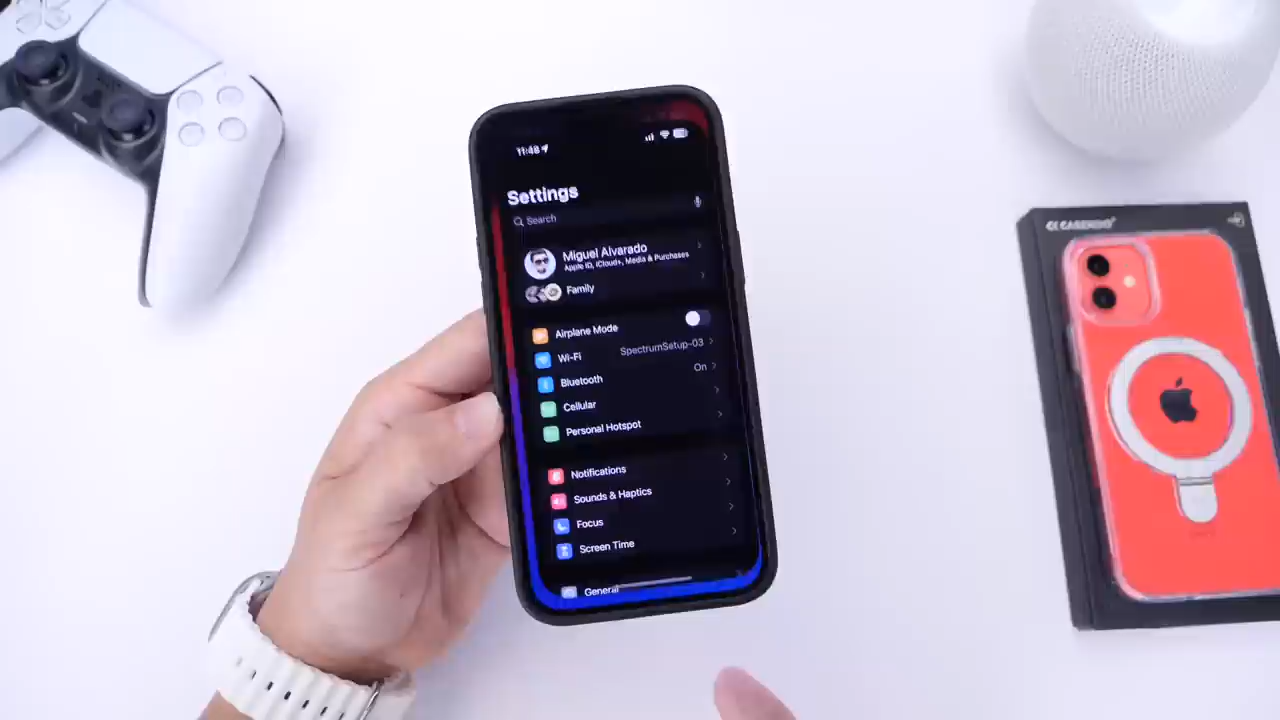 11:48
Settings
Search
Miguel Alvarado
Apple ID, iCloud+, Media & Purchases
Family
Airplane Mode
Wi-Fi SpectrumSetup-03
Bluetooth On
Cellular
Personal Hotspot
Notifications
Sounds & Haptics
Focus
Screen Time
General